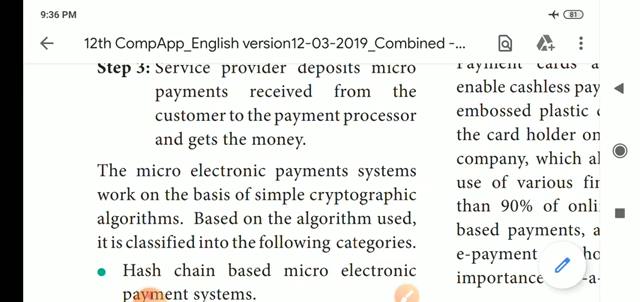 9:36 PM
81
12th CompApp_English version12-03-2019_Combined -...
Step 3: Service provider deposits micro
payments received from the
customer to the payment processor
and gets the money.
The micro electronic payments systems
work on the basis of simple cryptographic
algorithms. Based on the algorithm used,
it is classified into the following categories.
Hash chain based micro electronic
payment systems.
Payment cards a
enable cashless pay
embossed plastic
the card holder on
company, which al
use of various fir
than 90% of onli
based payments, a
e-payment ho
importance -a-